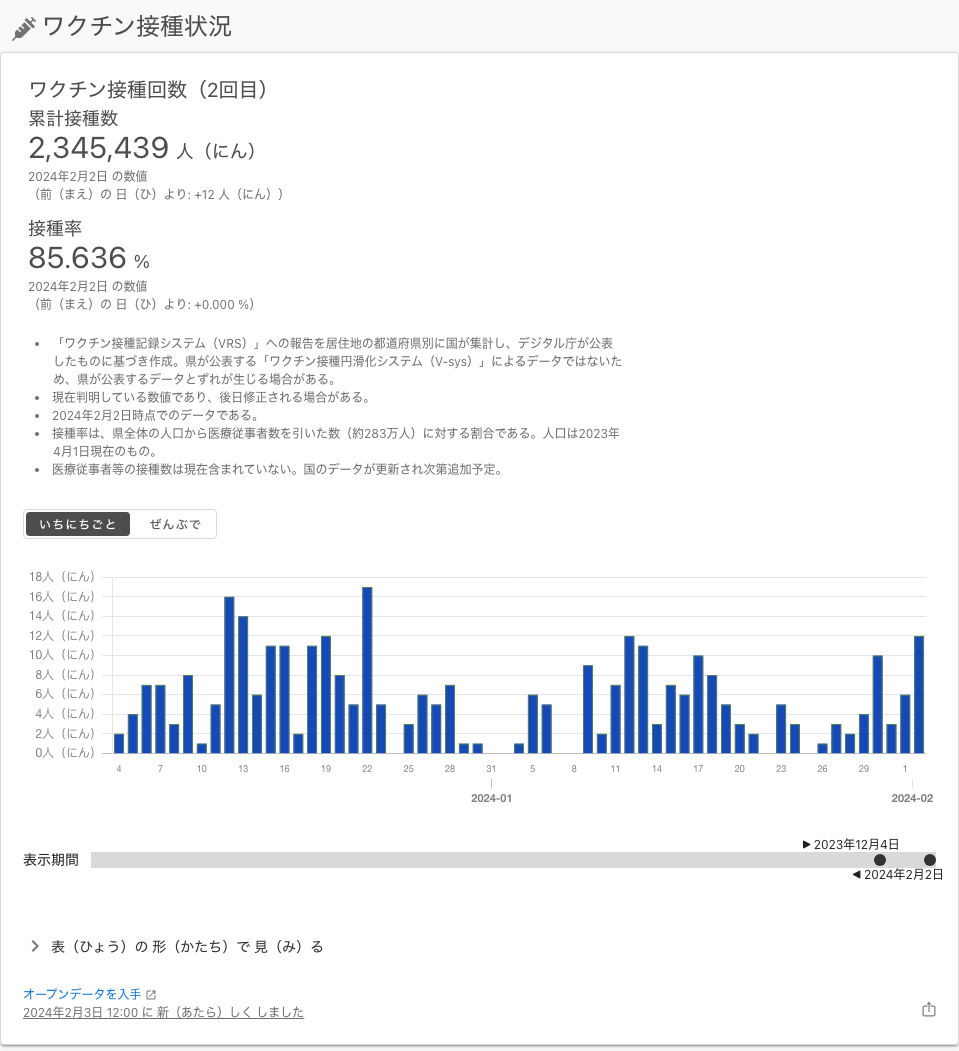 ワクチン接種状況
ワクチン接種回数（2回目）
累計接種数
2,345,439 人（にん）
2024年2月2日 の数値
（前（まえ）の 日（ひ）より: +12 人（にん））
接種率
85.636 %
2024年2月2日 の数値
（前（まえ）の 日（ひ）より: +0.000 %）
• 「ワクチン接種記録システム（VRS）」への報告を居住地の都道府県別に国が集計し、デジタル庁が公表
したものに基づき作成。県が公表する「ワクチン接種円滑化システム（V-sys）」によるデータではないた
め、県が公表するデータとずれが生じる場合がある。
• 現在判明している数値であり、後日修正される場合がある。
• 2024年2月2日時点でのデータである。
• 接種率は、県全体の人口から医療従事者数を引いた数（約283万人）に対する割合である。人口は2023年
4月1日現在のもの。
• 医療従事者等の接種数は現在含まれていない。国のデータが更新され次第追加予定。
いちにちごと ぜんぶで
18人（にん）
16人（にん）
14人（にん）
12人（にん）
10人（にん）
8人（にん）
6人（にん）
4人（にん）
2人（にん）
0人（にん）
4 7 10 13 16 19 22 25 28 31 5 8 11 14 17 20 23 26 29 1
2024-01 2024-02
▶ 2023年12月4日
表示期間
◀ 2024年2月2日
表（ひょう）の 形（かたち）で 見（み）る
オープンデータを入手
2024年2月3日 12:00 に 新（あたら）しく しました